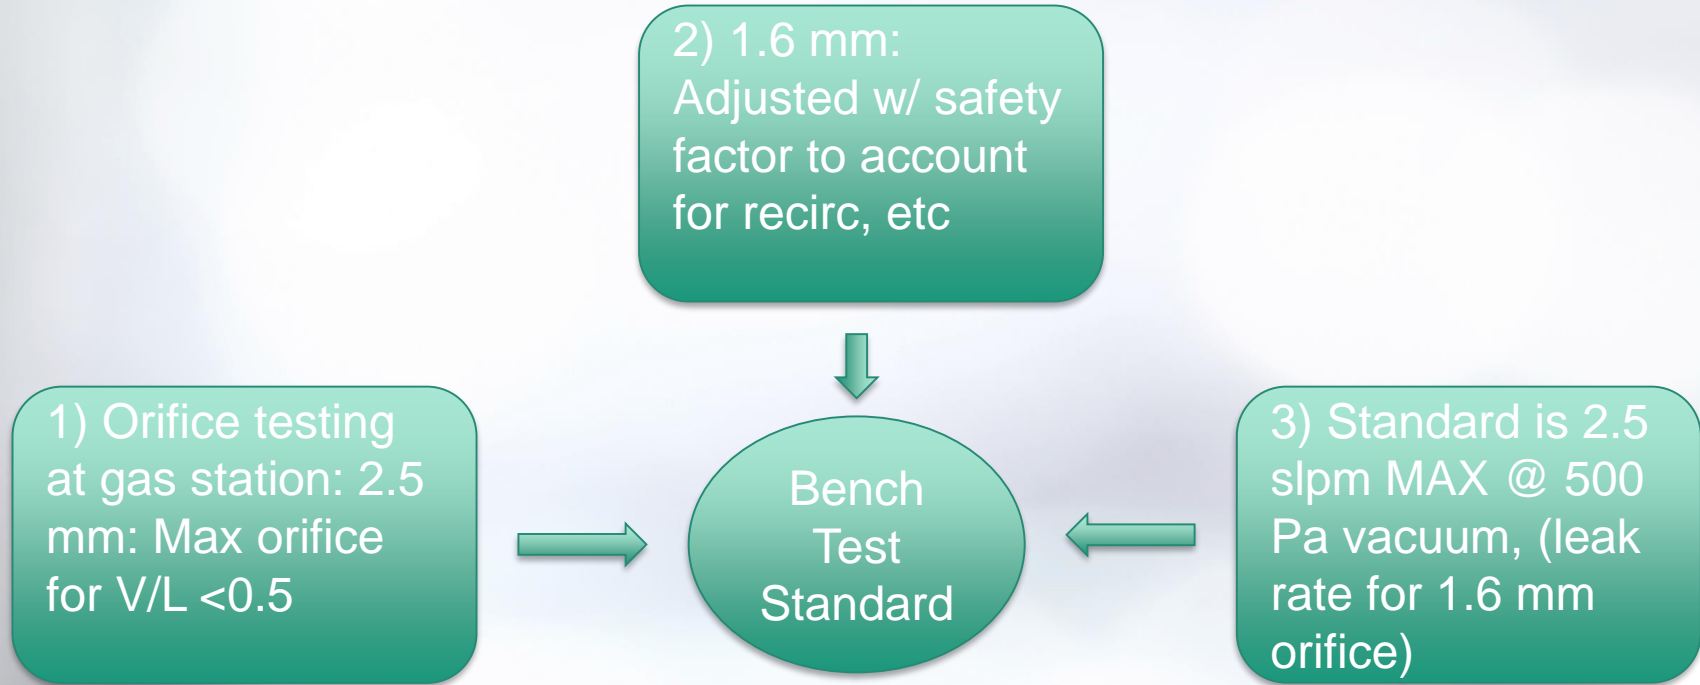 2) 1.6 mm:
Adjusted w/ safety
factor to account
for recirc, etc
1) Orifice testing
at gas station: 2.5
mm: Max orifice
for V/L <0.5
Bench
Test
Standard
3) Standard is 2.5
slpm MAX @ 500
Pa vacuum, (leak
rate for 1.6 mm
orifice)